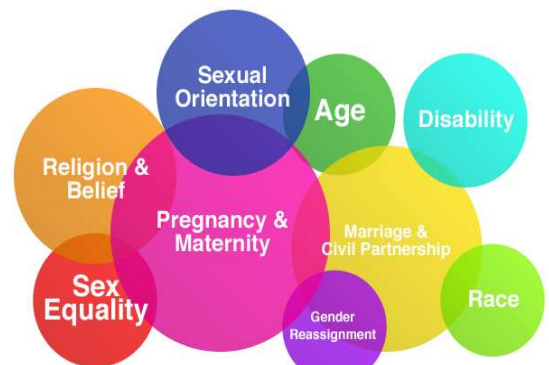 Sexual
Orientation
Age
Disability
Religion &
Belief
Pregnancy &
Maternity
Marriage &
Civil Partnership
Sex
Equality
Gender
Reassignment
Race